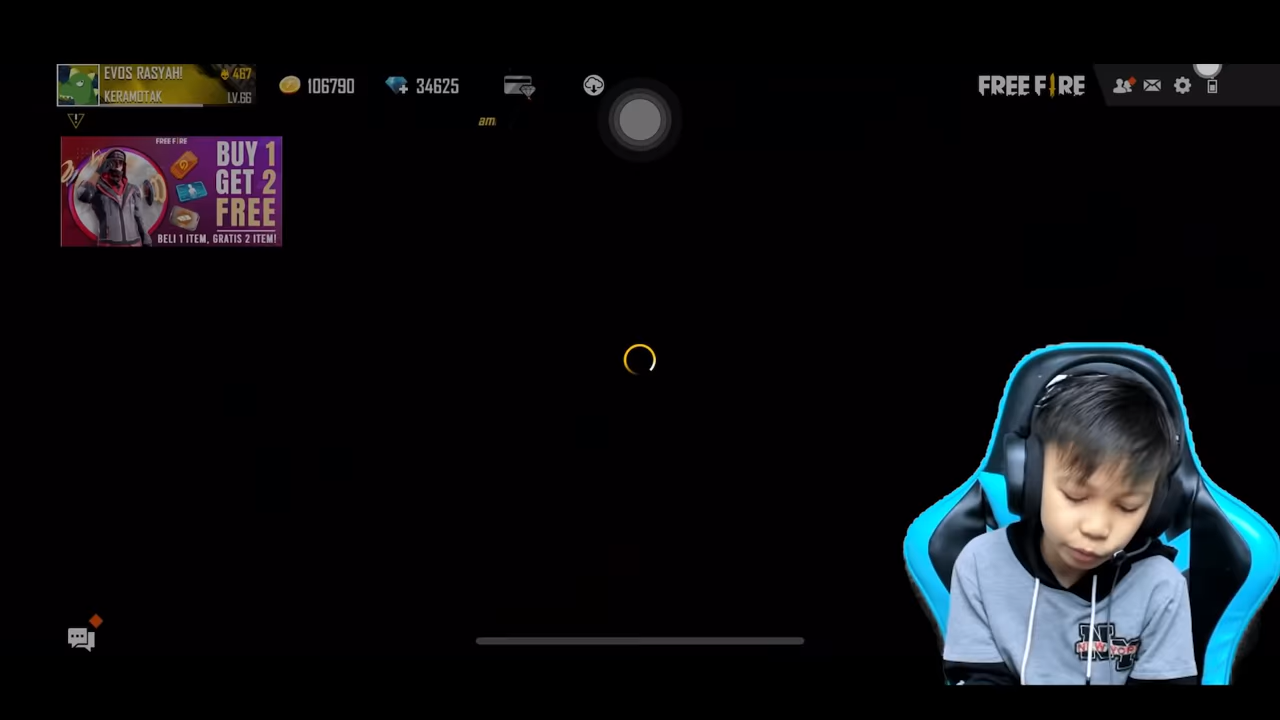 EVOS RASYAH! 467
KERAMOTAK LV.66
106790
34625
FREE FIRE
am
FREE FIRE
BUY 1
GET 2
FREE
BELI 1 ITEM, GRATIS 2 ITEM!
NY
NEW YORK